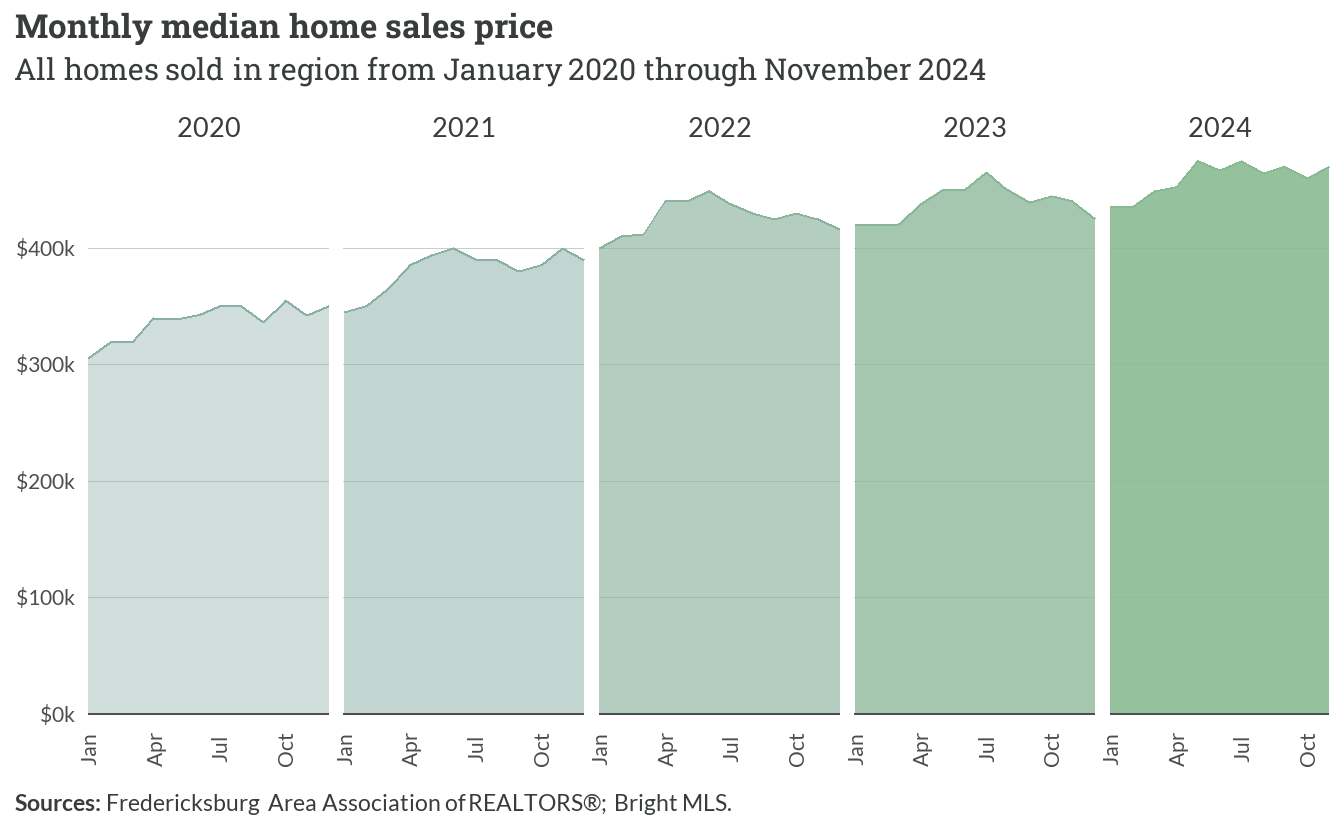 Monthly median home sales price
All homes sold in region from January 2020 through November 2024
2020 2021 2022 2023 2024
$400k
$300k
$200k
$100k
$0k
Jan Apr Jul Oct Jan Apr Jul Oct Jan Apr Jul Oct Jan Apr Jul Oct Jan Apr Jul Oct
Sources: Fredericksburg Area Association of REALTORS®; Bright MLS.